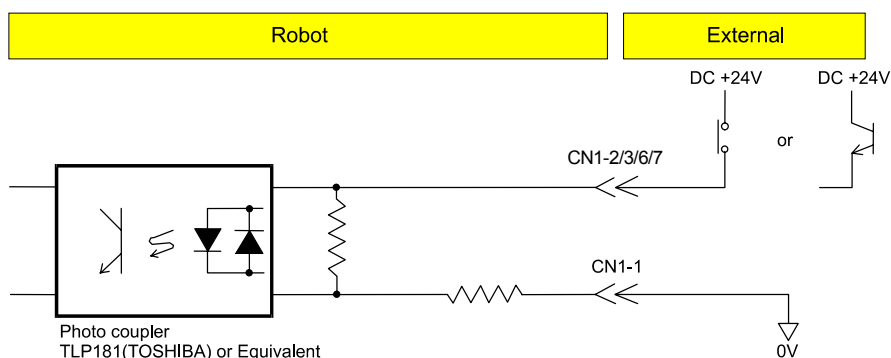 Robot
External
DC +24V
DC +24V
or
CN1-2/3/6/7
CN1-1
Photo coupler
TLP181(TOSHIBA) or Equivalent
0V